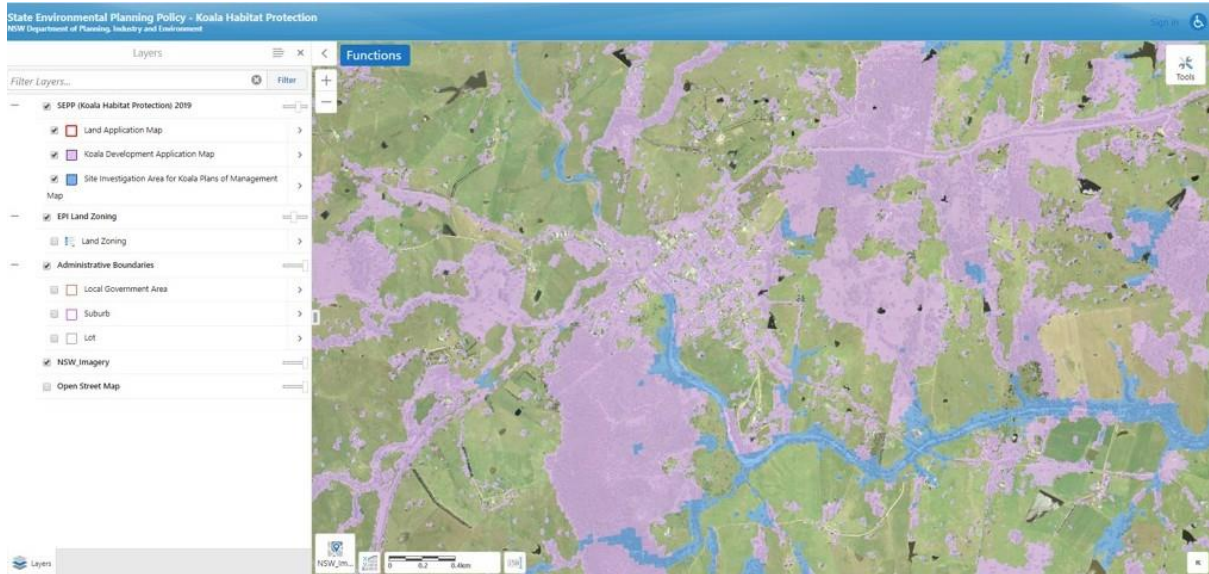 State Environmental Planning Policy - Koala Habitat Protection
NSW Department of Planning, Industry and Environment
Sign in
Layers
Functions
Filter Layers...
Filter
Tools
SEPP (Koala Habitat Protection) 2019
Land Application Map
Koala Development Application Map
Site Investigation Area for Koala Plans of Management
Map
EPI Land Zoning
Land Zoning
Administrative Boundaries
Local Government Area
Suburb
Lot
NSW_Imagery
Open Street Map
Layers
NSW_Im...
0 0.2 0.4km